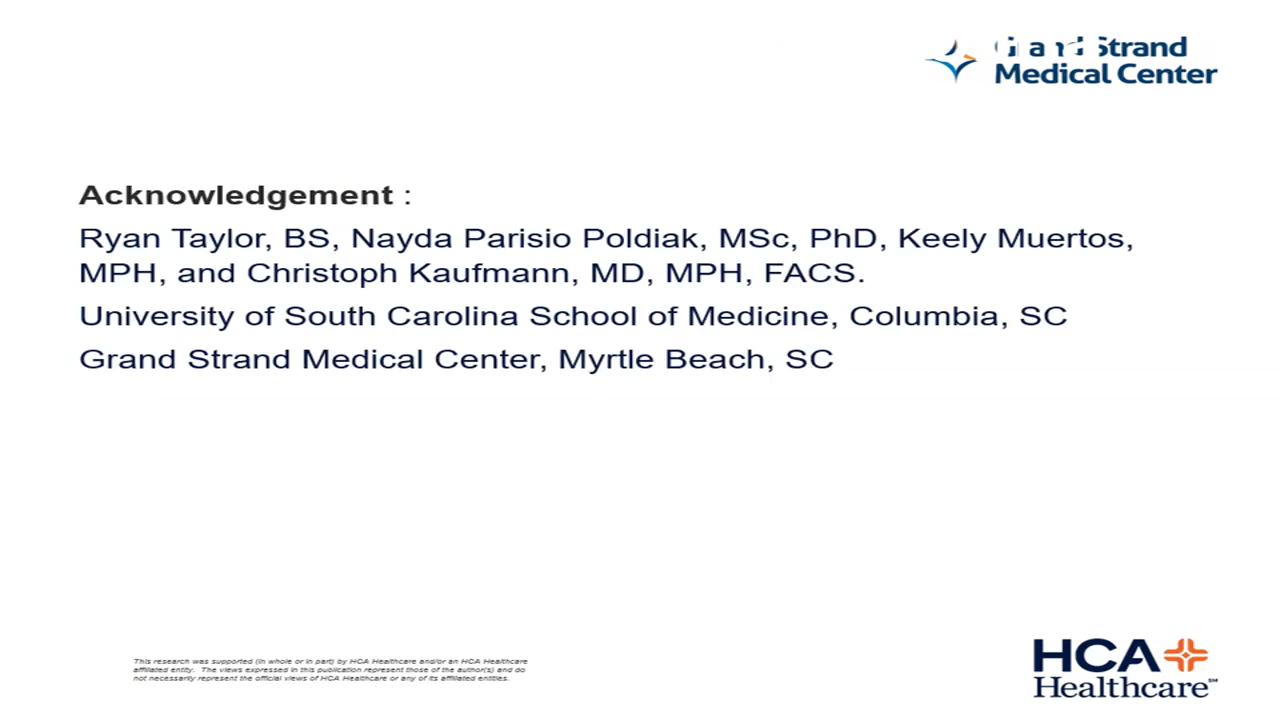 Strand
Medical Center
Acknowledgement :
Ryan Taylor, BS, Nayda Parisio Poldiak, MSc, PhD, Keely Muertos,
MPH, and Christoph Kaufmann, MD, MPH, FACS.
University of South Carolina School of Medicine, Columbia, SC
Grand Strand Medical Center, Myrtle Beach, SC
This research was supported (in whole or in part) by HCA Healthcare and/or an HCA Healthcare
affiliated entity. The views expressed in this publication represent those of the author(s) and do
not necessarily represent the official views of HCA Healthcare or any of its affiliated entities.
HCA
Healthcare℠